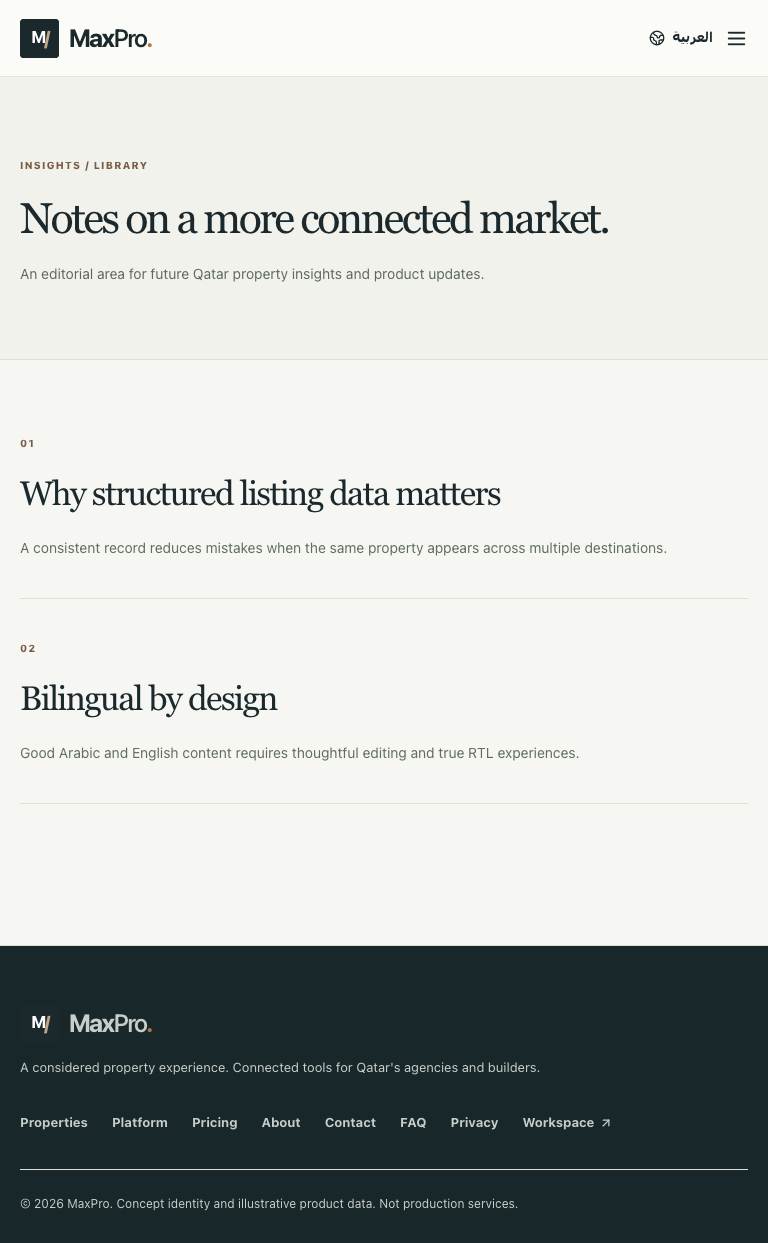 M/ MaxPro.
العربية
INSIGHTS / LIBRARY
Notes on a more connected market.
An editorial area for future Qatar property insights and product updates.
01
Why structured listing data matters
A consistent record reduces mistakes when the same property appears across multiple destinations.
02
Bilingual by design
Good Arabic and English content requires thoughtful editing and true RTL experiences.
M/ MaxPro.
A considered property experience. Connected tools for Qatar's agencies and builders.
Properties Platform Pricing About Contact FAQ Privacy Workspace
© 2026 MaxPro. Concept identity and illustrative product data. Not production services.